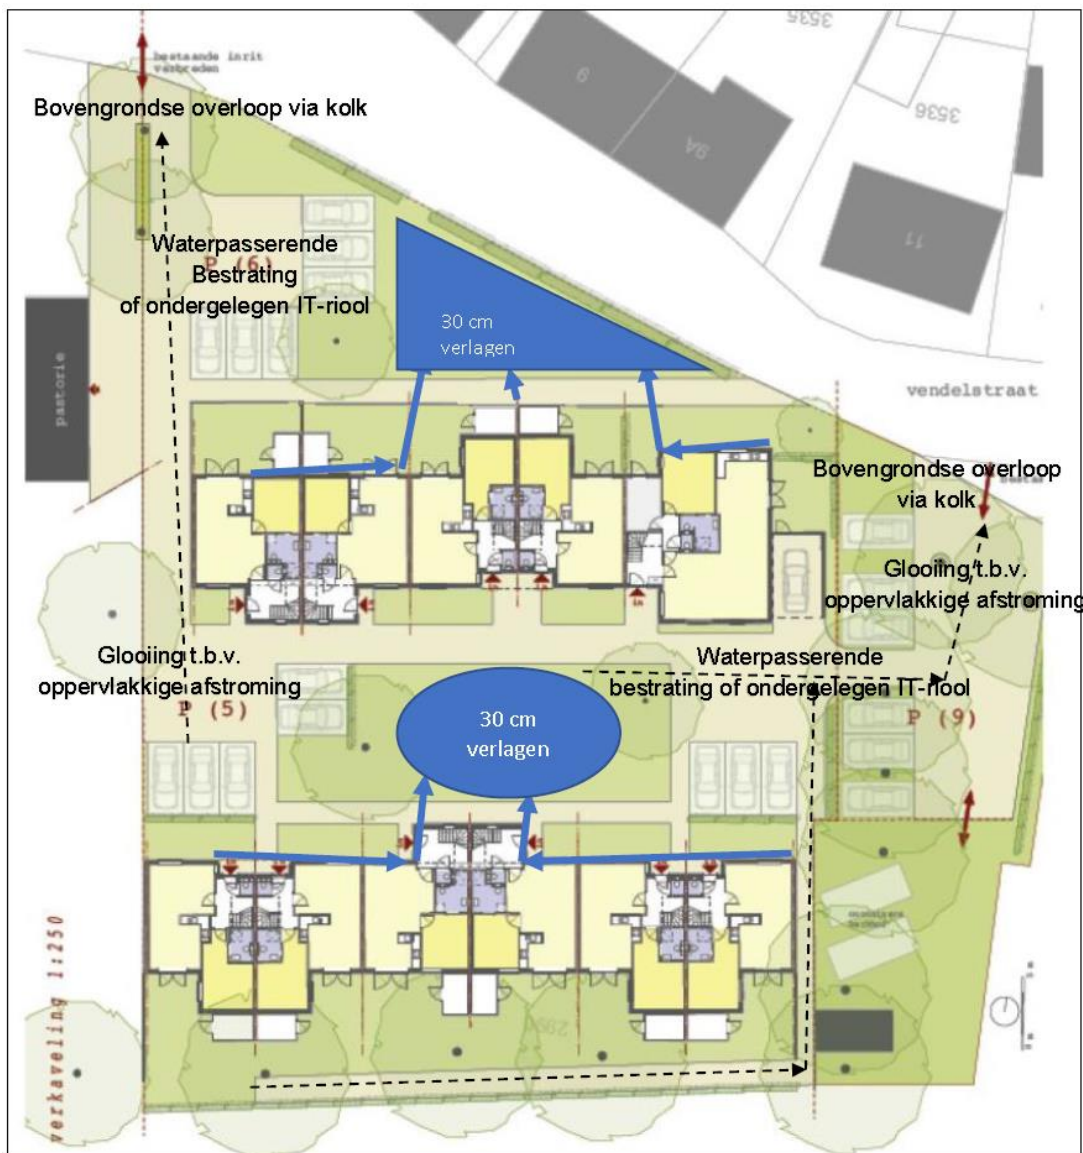 bestaande inrit
verbreden
Bovengrondse overloop via kolk
3535
3536
9
9A
11
Waterpasserende
P (6)
Bestrating
of ondergelegen IT-riool
30 cm
verlagen
pastorie
vendelstraat
Bovengrondse overloop
via kolk
Glooiing t.b.v.
oppervlakkige afstroming
Glooiing t.b.v.
oppervlakkige afstroming
P (5)
Waterpasserende
bestrating of ondergelegen IT-riool
P (9)
30 cm
verlagen
verkaveling 1:250